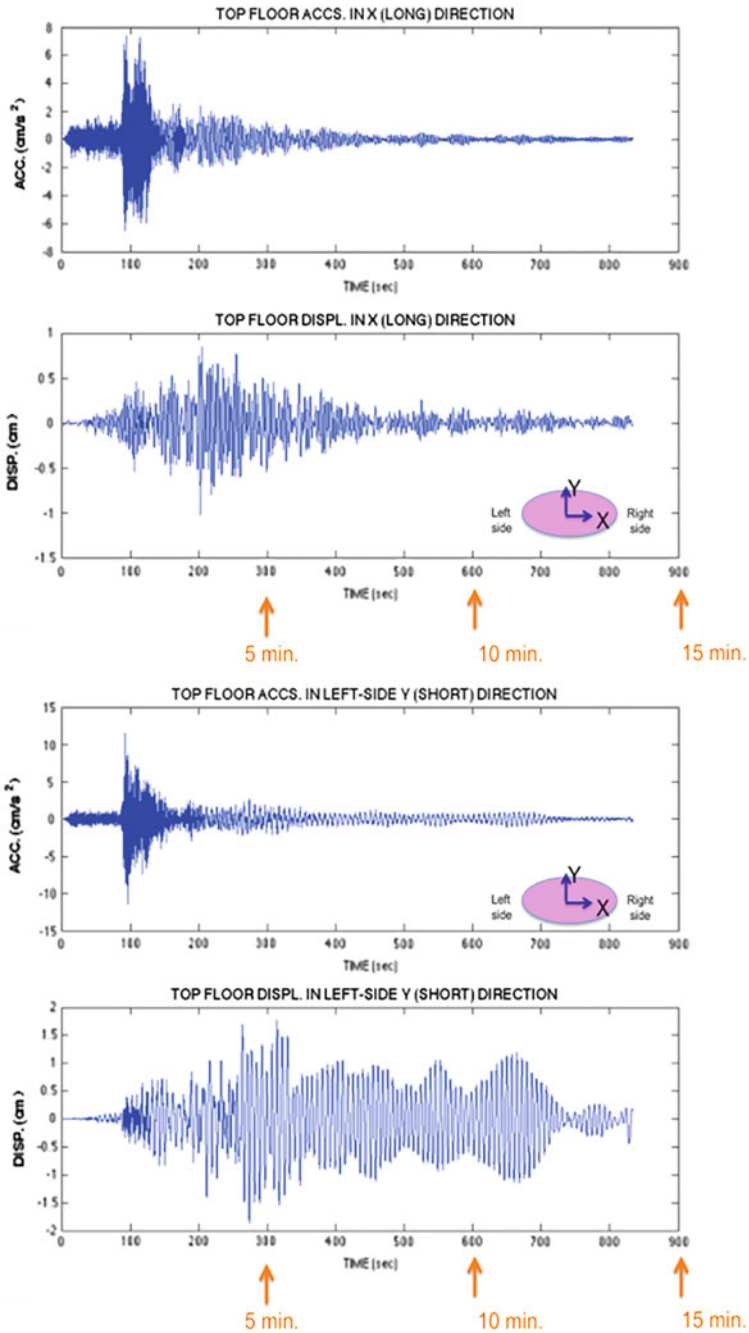 TOP FLOOR ACCS. IN X (LONG) DIRECTION
ACC. (cm/s²)
8
6
4
2
0
-2
-4
-6
-8
0 100 200 300 400 500 600 700 800 900
TIME (sec)
TOP FLOOR DISPL. IN X (LONG) DIRECTION
DISP. (cm)
1
0.5
0
-0.5
-1
-1.5
Y
Left side
X
Right side
0 100 200 300 400 500 600 700 800 900
TIME (sec)
5 min. 10 min. 15 min.
TOP FLOOR ACCS. IN LEFT-SIDE Y (SHORT) DIRECTION
ACC. (cm/s²)
15
10
5
0
-5
-10
-15
Y
Left side
X
Right side
0 100 200 300 400 500 600 700 800 900
TIME (sec)
TOP FLOOR DISPL. IN LEFT-SIDE Y (SHORT) DIRECTION
DISP. (cm)
2
1.5
1
0.5
0
-0.5
-1
-1.5
-2
0 100 200 300 400 500 600 700 800 900
TIME (sec)
5 min. 10 min. 15 min.